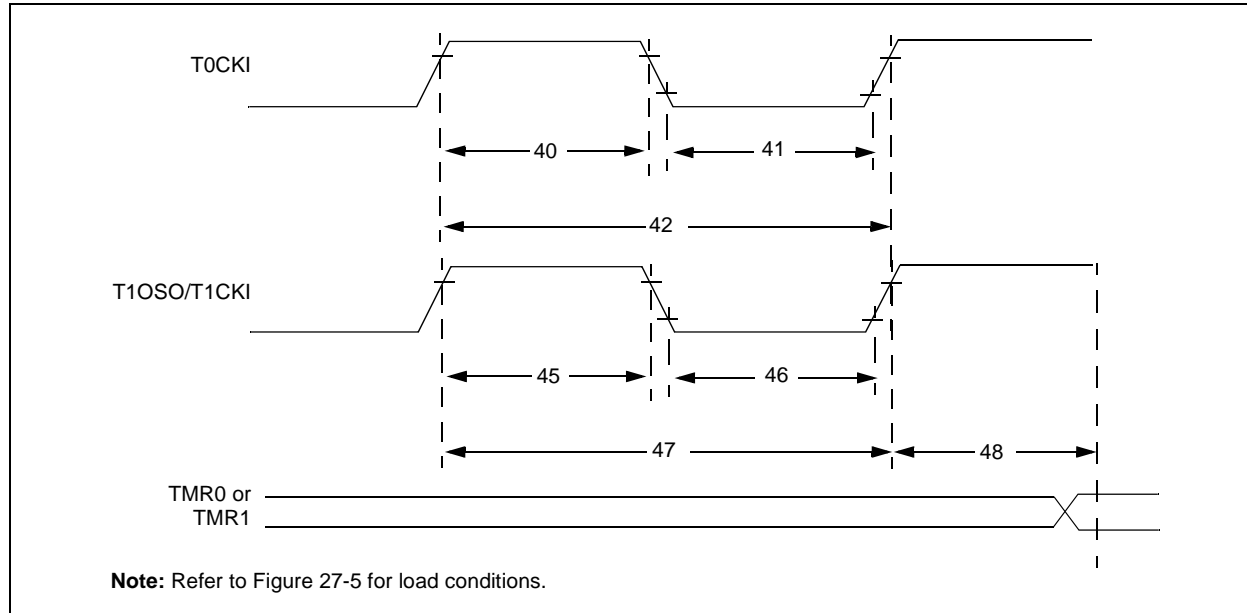 T0CKI
40
41
42
T1OSO/T1CKI
45
46
47
48
TMR0 or
TMR1
Note: Refer to Figure 27-5 for load conditions.